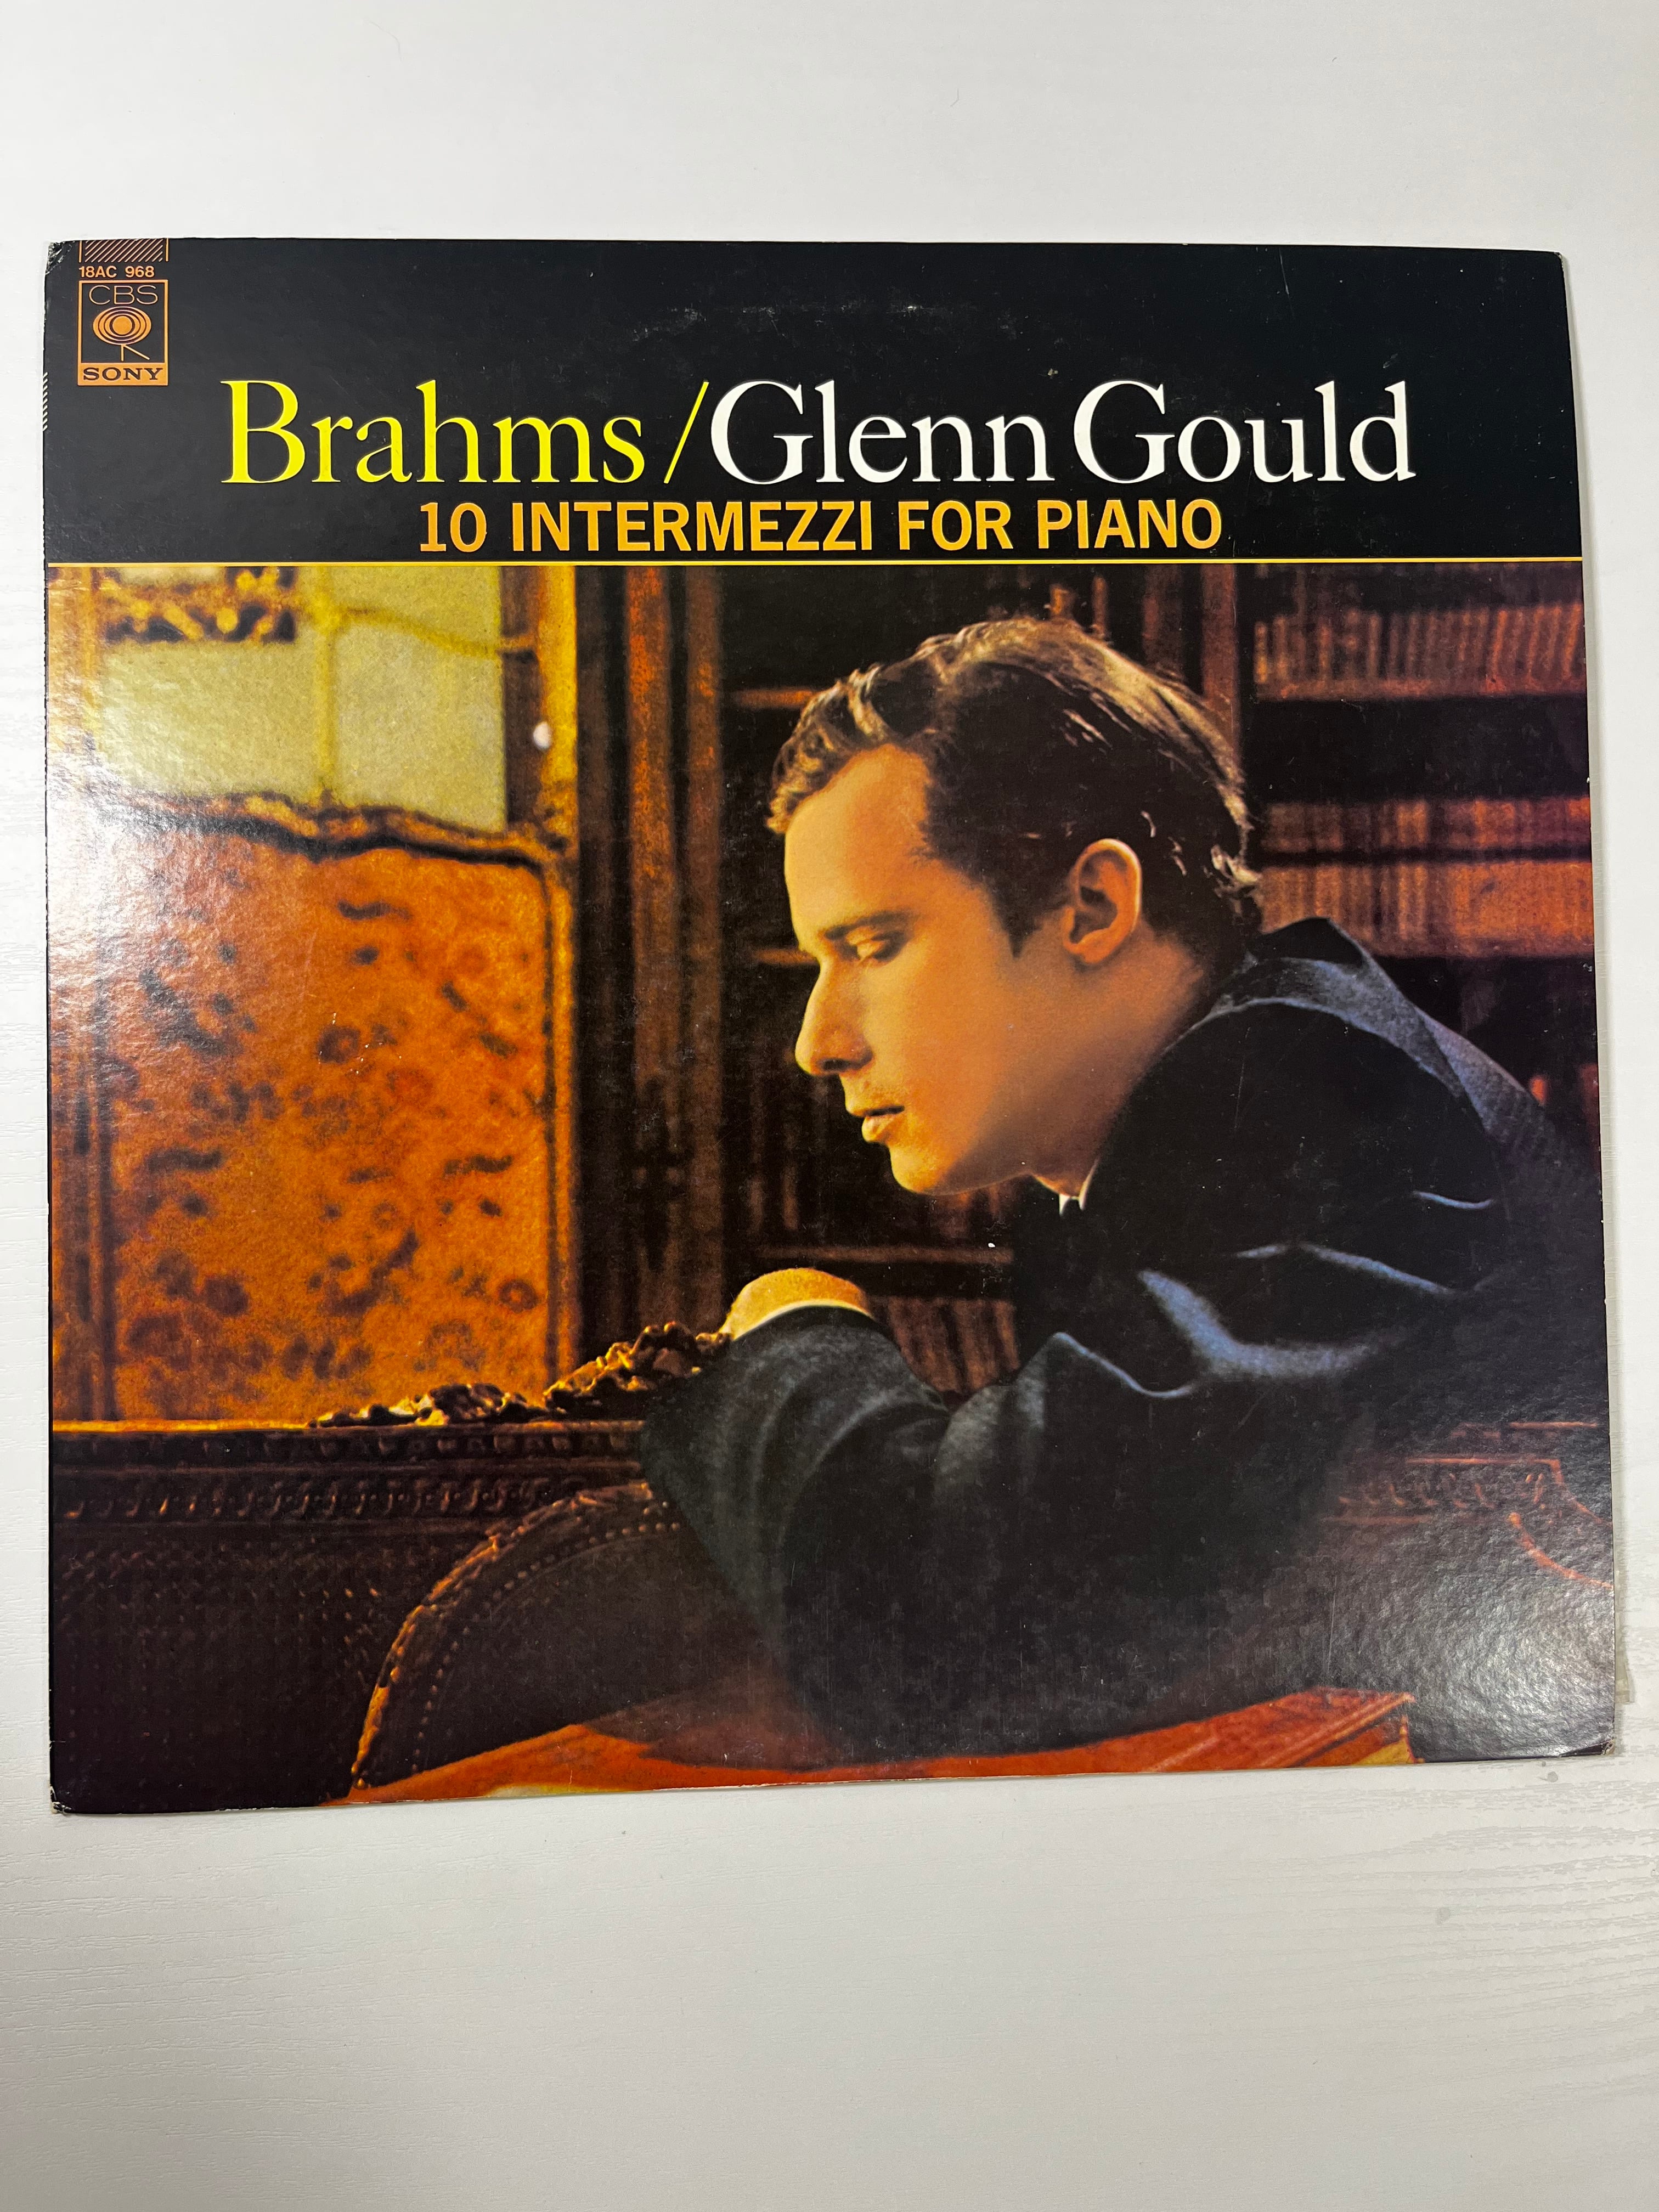 18AC 968
CBS
SONY
Brahms/Glenn Gould
10 INTERMEZZI FOR PIANO